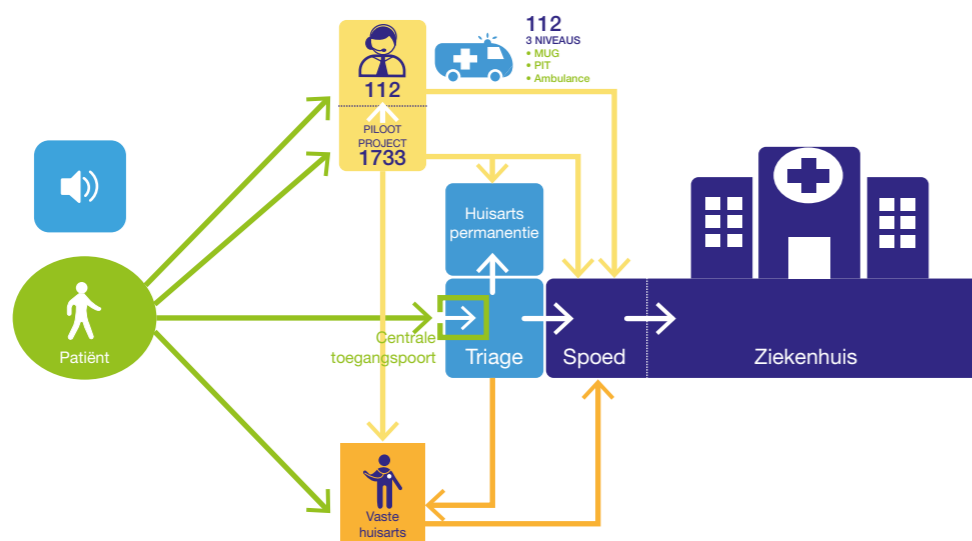 112
3 NIVEAUS
• MUG
• PIT
• Ambulance
112
PILOOT
PROJECT
1733
Huisarts
permanentie
Patiënt
Centrale
toegangspoort
Triage
Spoed
Ziekenhuis
Vaste
huisarts